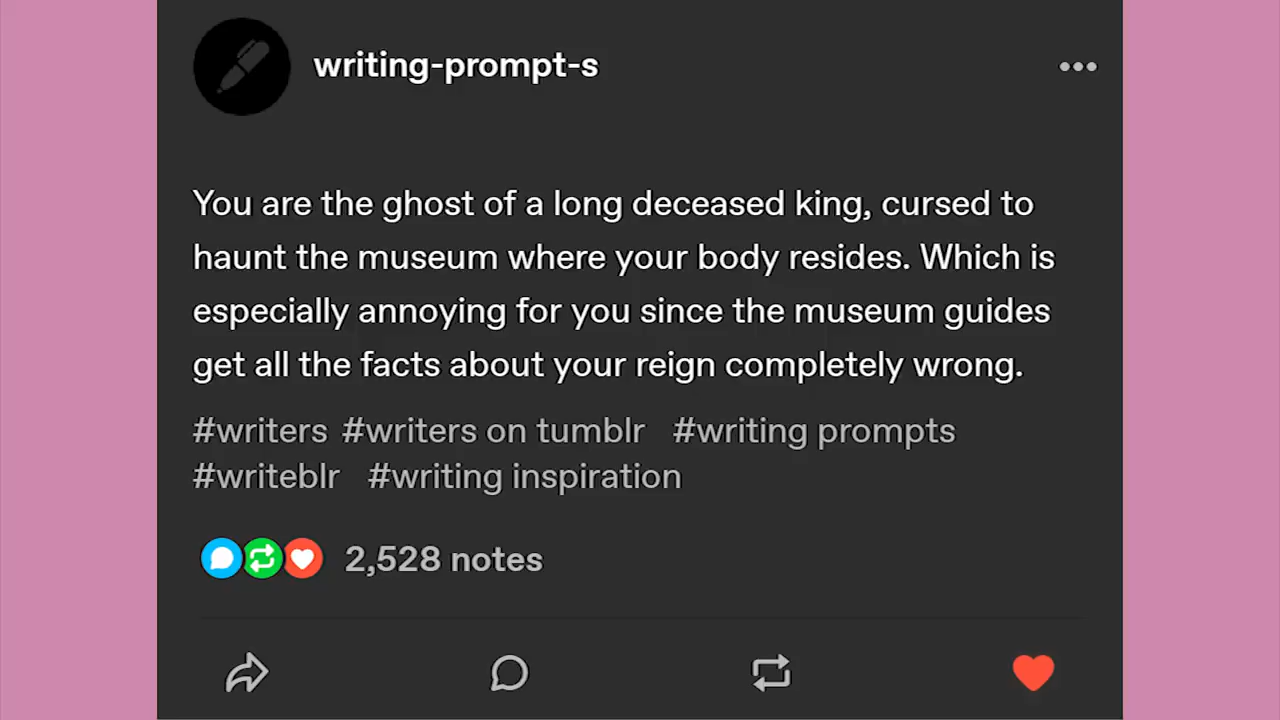 writing-prompt-s
You are the ghost of a long deceased king, cursed to
haunt the museum where your body resides. Which is
especially annoying for you since the museum guides
get all the facts about your reign completely wrong.
#writers #writers on tumblr #writing prompts
#writeblr #writing inspiration
2,528 notes